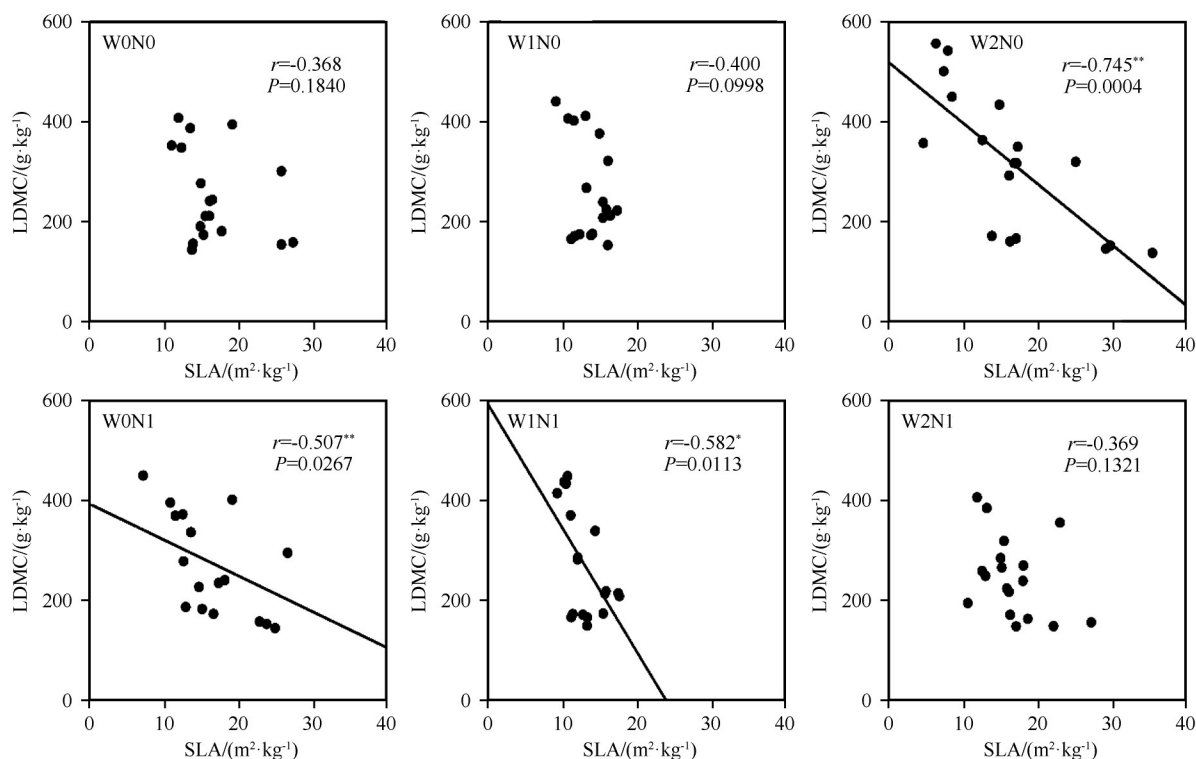 W0N0
r=-0.368
P=0.1840
600
400
200
0
LDMC/(g·kg⁻¹)
0 10 20 30 40
SLA/(m²·kg⁻¹)
W1N0
r=-0.400
P=0.0998
600
400
200
0
LDMC/(g·kg⁻¹)
0 10 20 30 40
SLA/(m²·kg⁻¹)
W2N0
r=-0.745**
P=0.0004
600
400
200
0
LDMC/(g·kg⁻¹)
0 10 20 30 40
SLA/(m²·kg⁻¹)
W0N1
r=-0.507**
P=0.0267
600
400
200
0
LDMC/(g·kg⁻¹)
0 10 20 30 40
SLA/(m²·kg⁻¹)
W1N1
r=-0.582*
P=0.0113
600
400
200
0
LDMC/(g·kg⁻¹)
0 10 20 30 40
SLA/(m²·kg⁻¹)
W2N1
r=-0.369
P=0.1321
600
400
200
0
LDMC/(g·kg⁻¹)
0 10 20 30 40
SLA/(m²·kg⁻¹)